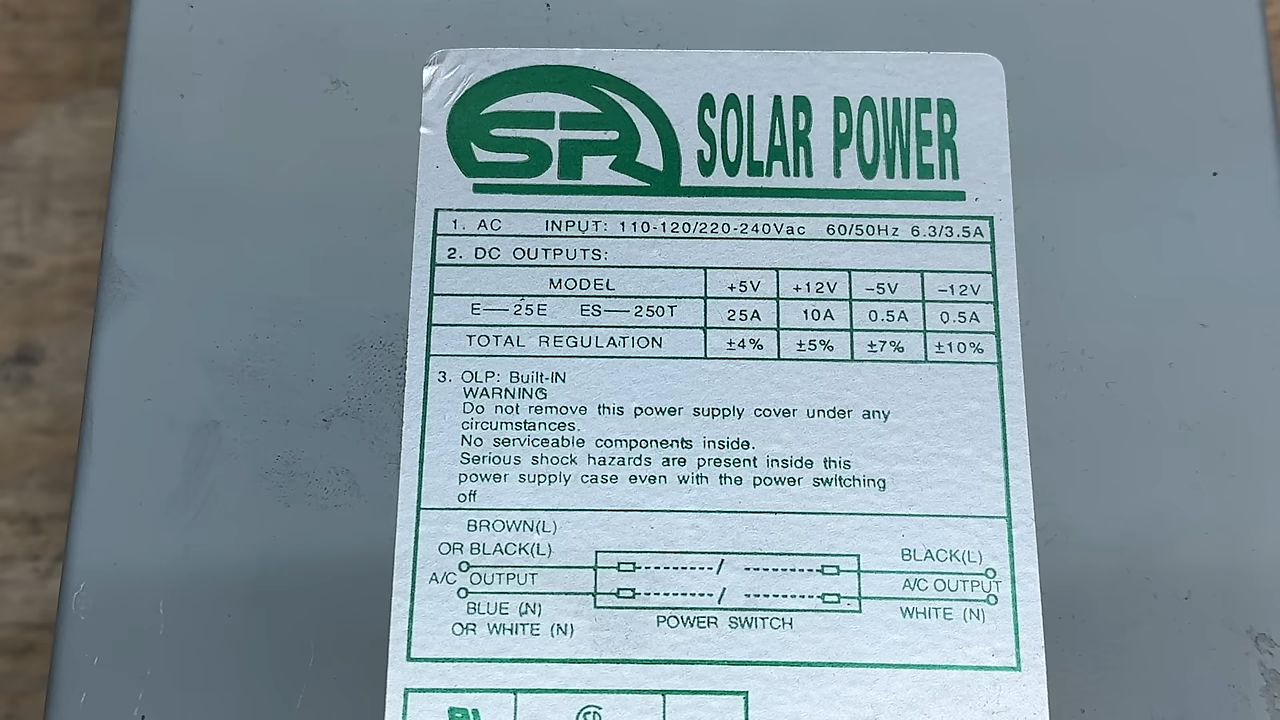 SR SOLAR POWER
1. AC INPUT: 110-120/220-240Vac 60/50Hz 6.3/3.5A
2. DC OUTPUTS:
MODEL +5V +12V -5V -12V
E—25E ES—250T 25A 10A 0.5A 0.5A
TOTAL REGULATION ±4% ±5% ±7% ±10%
3. OLP: Built-IN
WARNING
Do not remove this power supply cover under any
circumstances.
No serviceable components inside.
Serious shock hazards are present inside this
power supply case even with the power switching
off
BROWN(L)
OR BLACK(L) BLACK(L)
A/C OUTPUT A/C OUTPUT
BLUE (N) WHITE (N)
OR WHITE (N) POWER SWITCH